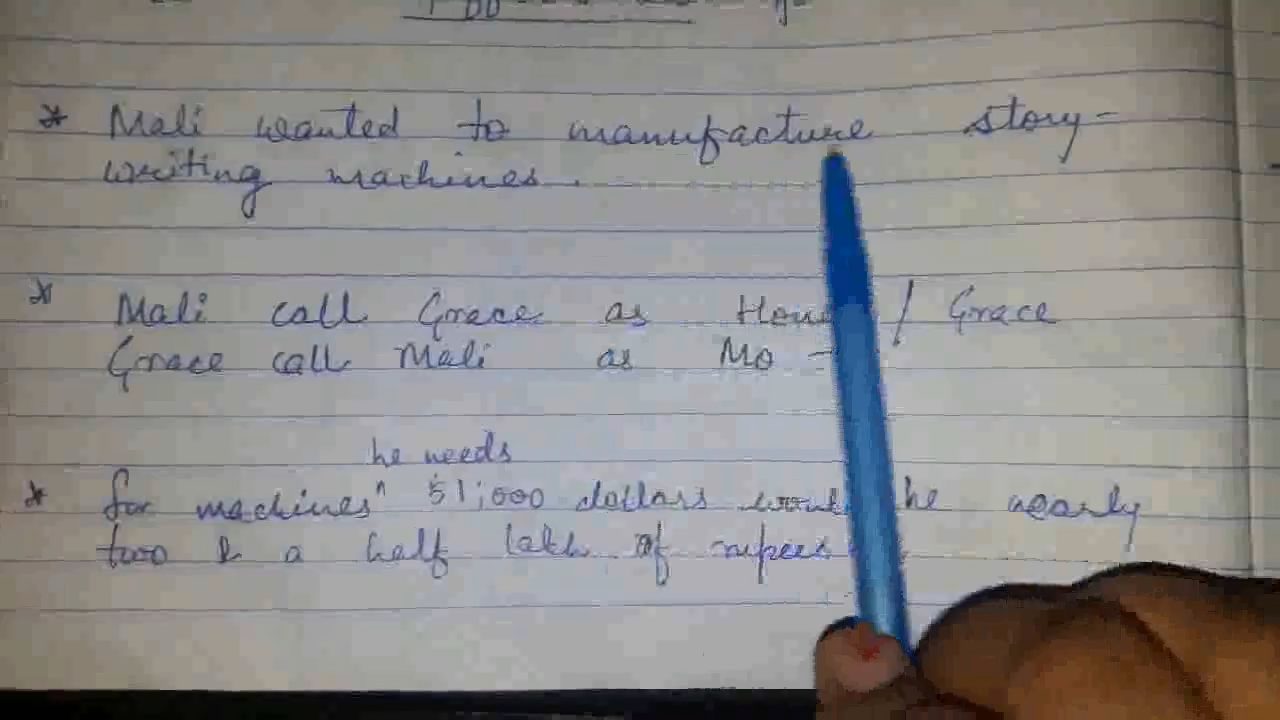 * Mali wanted to manufacture story-
writing machines.
* Mali call Grace as / Grace
Grace call Mali as Mo -
he needs
* for machines" 51,000 dollars he nearly
two & a half lakh of rupees